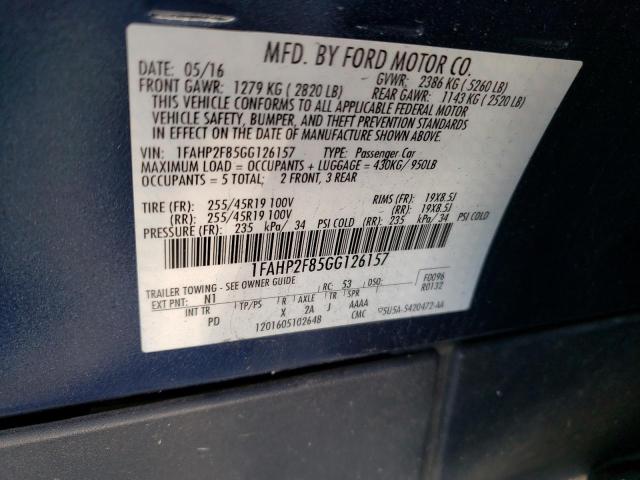 MFD. BY FORD MOTOR CO.
DATE: 05/16 GVWR: 2386 KG ( 5260 LB)
FRONT GAWR: 1279 KG ( 2820 LB) REAR GAWR: 1143 KG ( 2520 LB)
THIS VEHICLE CONFORMS TO ALL APPLICABLE FEDERAL MOTOR
VEHICLE SAFETY, BUMPER, AND THEFT PREVENTION STANDARDS
IN EFFECT ON THE DATE OF MANUFACTURE SHOWN ABOVE.
VIN: 1FAHP2F85GG126157 TYPE: Passenger Car
MAXIMUM LOAD = OCCUPANTS + LUGGAGE = 430KG/ 950LB
OCCUPANTS = 5 TOTAL; 2 FRONT, 3 REAR
TIRE (FR): 255/45R19 100V RIMS (FR): 19X8.5J
(RR): 255/45R19 100V (RR): 19X8.5J
PRESSURE (FR): 235 kPa/ 34 PSI COLD (RR): 235 kPa/ 34 PSI COLD
1FAHP2F85GG126157
TRAILER TOWING - SEE OWNER GUIDE RC: 53 DSO: F0096
EXT PNT: N1 R0132
INT TR TP/PS R AXLE TR SPR
PD X 2A J AAAA
1201605102648 CMC